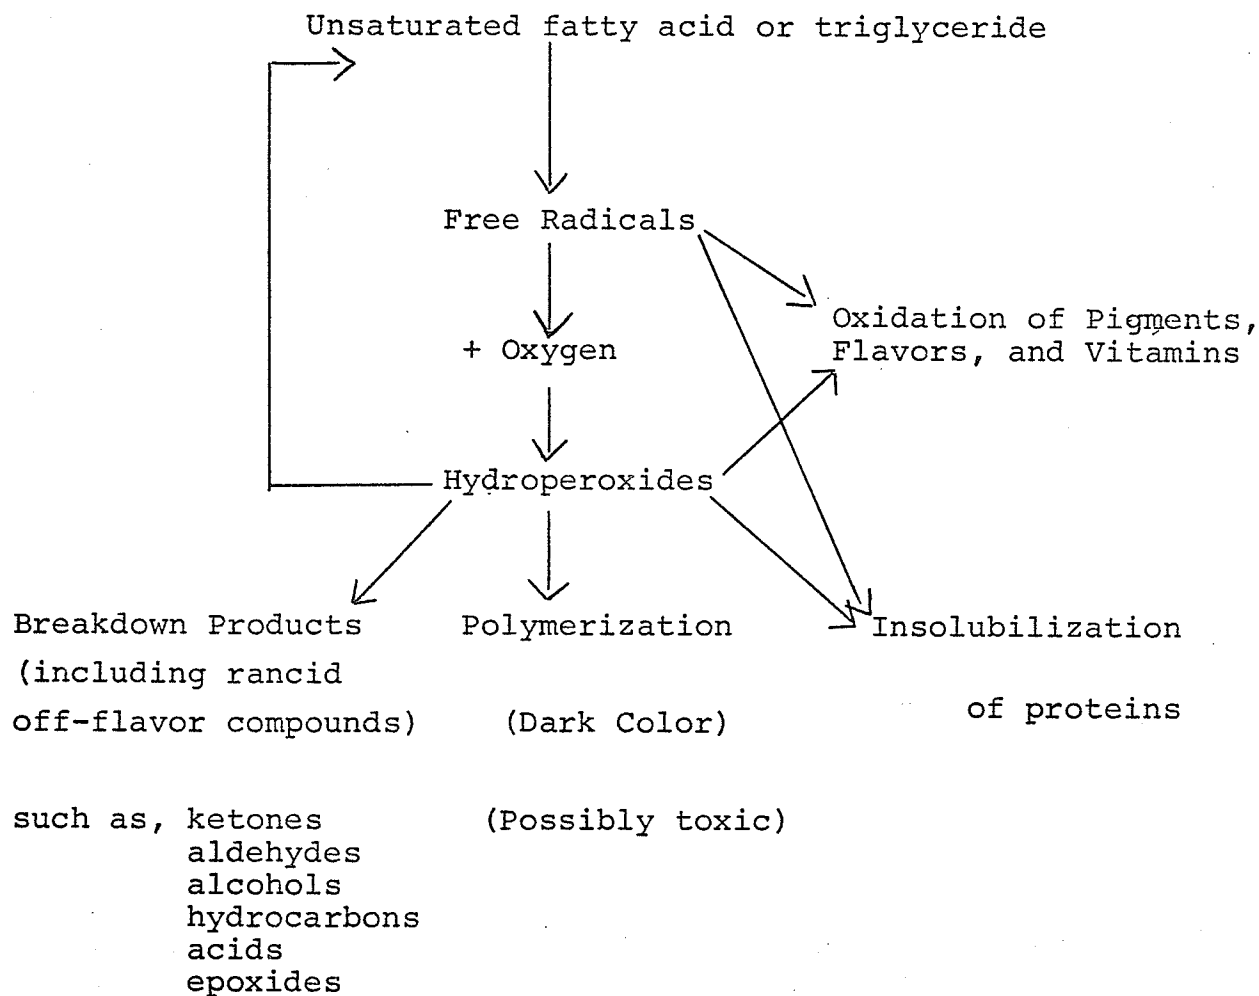 Unsaturated fatty acid or triglyceride
Free Radicals
Oxidation of Pigments,
Flavors, and Vitamins
+ Oxygen
Hydroperoxides
Breakdown Products
(including rancid
off-flavor compounds)
such as, ketones
aldehydes
alcohols
hydrocarbons
acids
epoxides
Polymerization
(Dark Color)
(Possibly toxic)
Insolubilization
of proteins